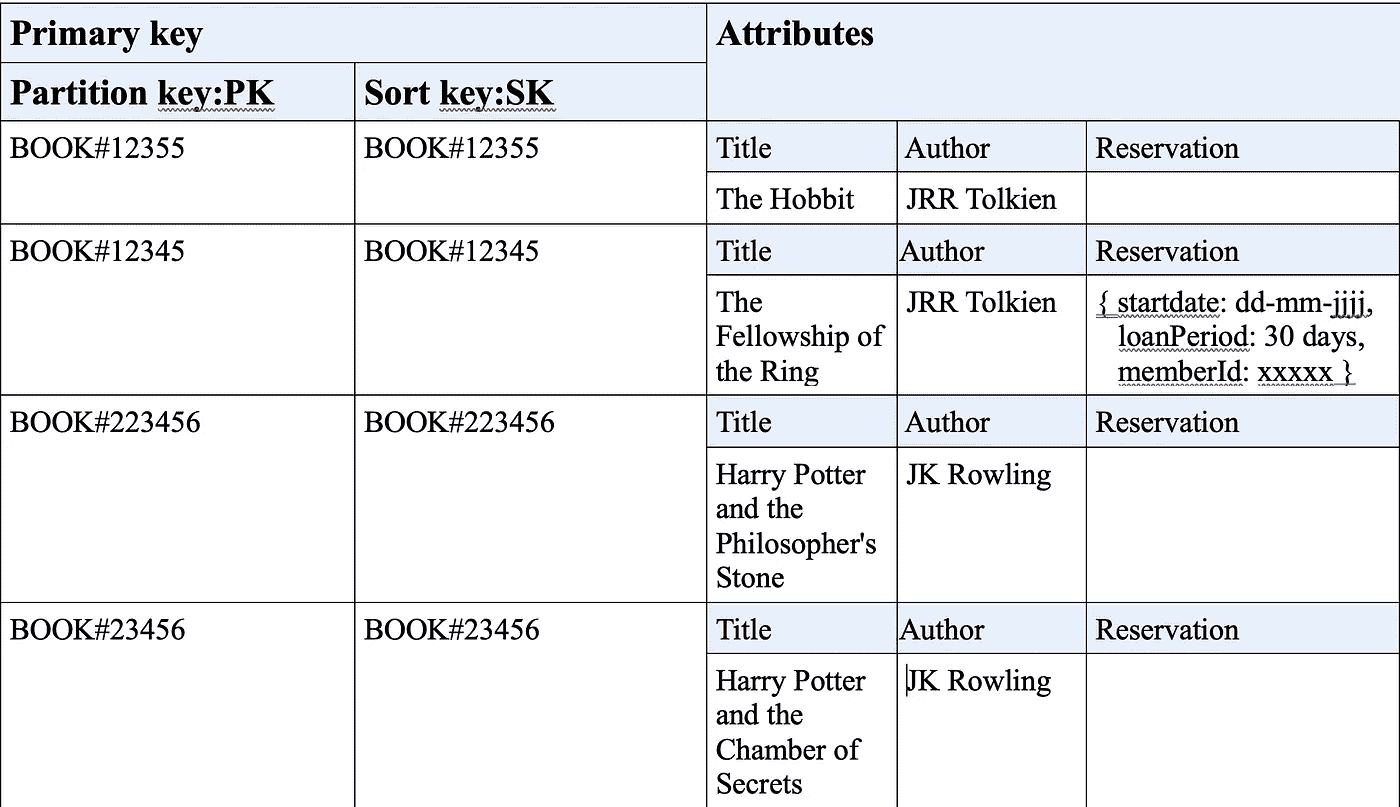 Primary key
Attributes
Partition key:PK
Sort key:SK
BOOK#12355
BOOK#12355
Title
Author
Reservation
The Hobbit
JRR Tolkien
BOOK#12345
BOOK#12345
Title
Author
Reservation
The
Fellowship of
the Ring
JRR Tolkien
{ startdate: dd-mm-jjjj,
loanPeriod: 30 days,
memberId: xxxxx }
BOOK#223456
BOOK#223456
Title
Author
Reservation
Harry Potter
and the
Philosopher's
Stone
JK Rowling
BOOK#23456
BOOK#23456
Title
Author
Reservation
Harry Potter
and the
Chamber of
Secrets
JK Rowling